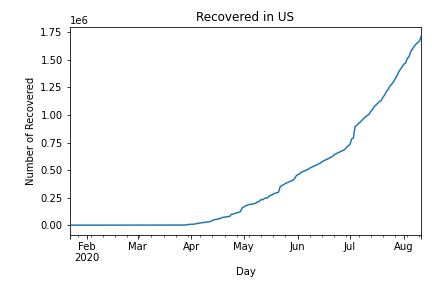 Recovered in US
1e6
1.75
1.50
1.25
1.00
0.75
0.50
0.25
0.00
Number of Recovered
Feb Mar Apr May Jun Jul Aug
2020
Day